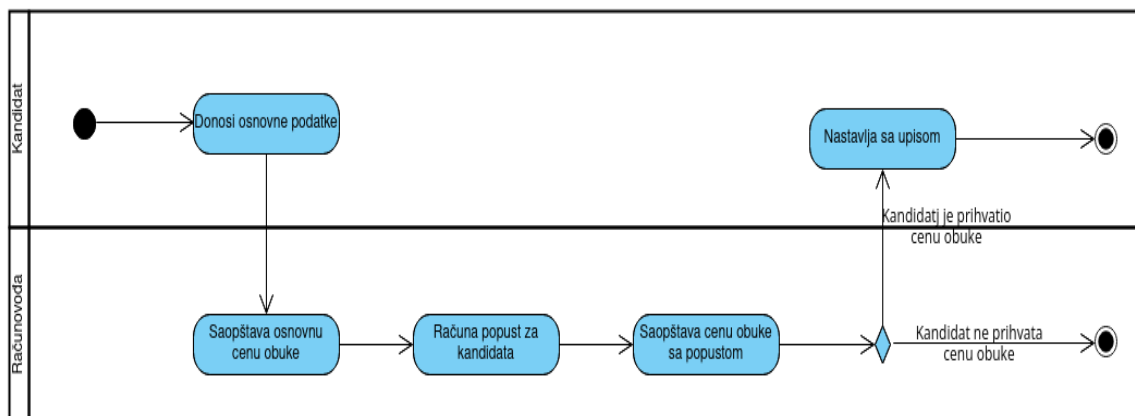 Kandidat
Donosi osnovne podatke
Nastavlja sa upisom
Kandidatj je prihvatio
cenu obuke
Računovođa
Saopštava osnovnu
cenu obuke
Računa popust za
kandidata
Saopštava cenu obuke
sa popustom
Kandidat ne prihvata
cenu obuke